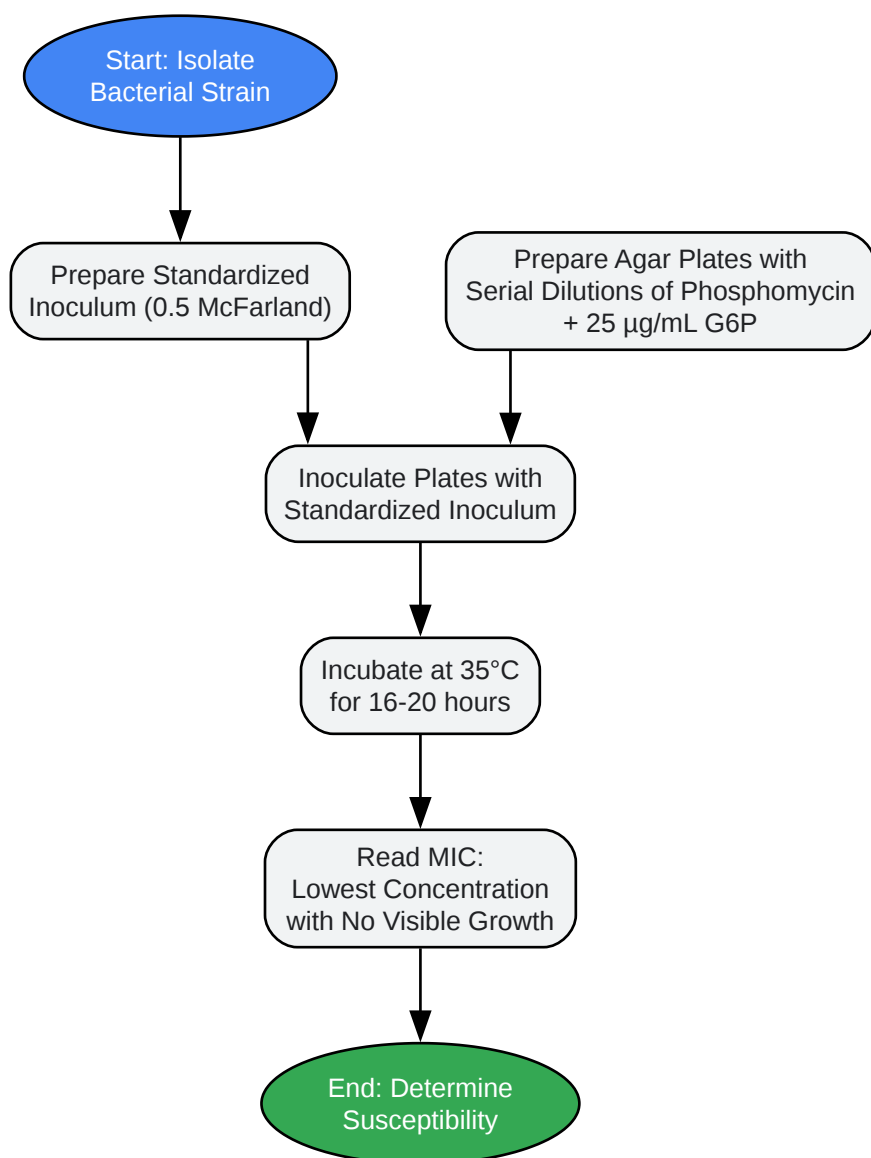 Start: Isolate
Bacterial Strain
Prepare Standardized
Inoculum (0.5 McFarland)
Prepare Agar Plates with
Serial Dilutions of Phosphomycin
+ 25 µg/mL G6P
Inoculate Plates with
Standardized Inoculum
Incubate at 35°C
for 16-20 hours
Read MIC:
Lowest Concentration
with No Visible Growth
End: Determine
Susceptibility